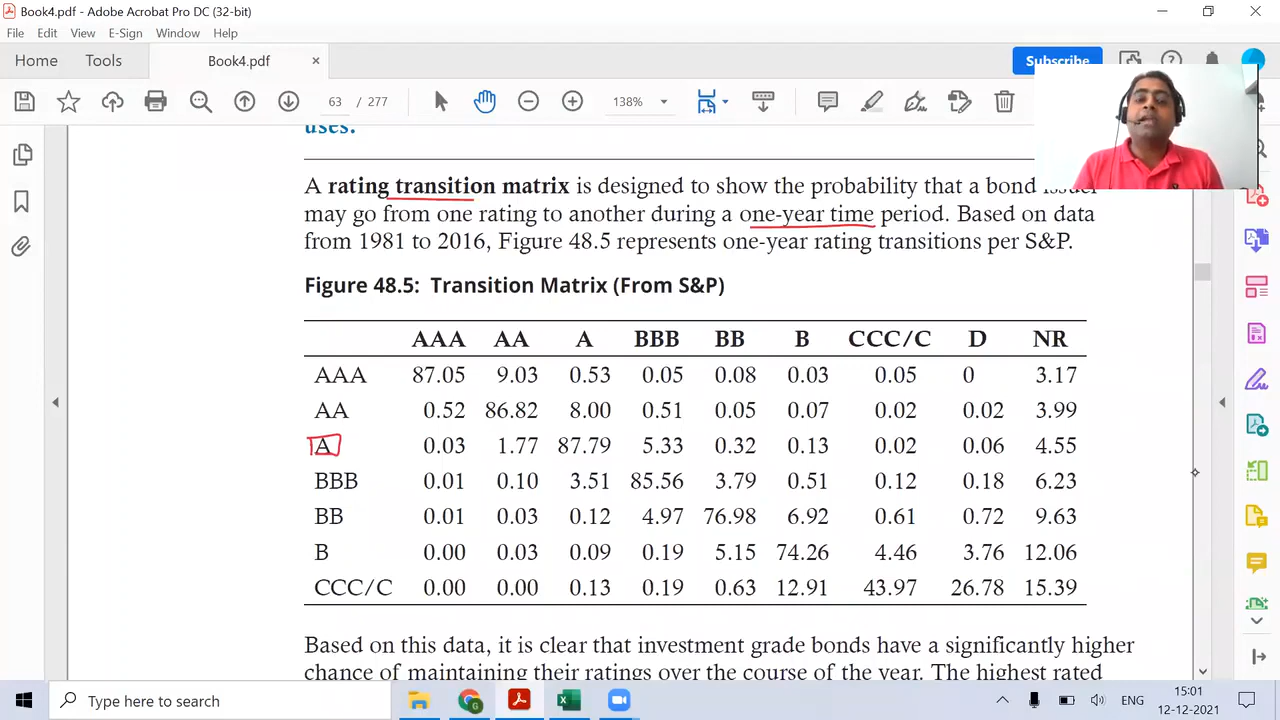 Book4.pdf - Adobe Acrobat Pro DC (32-bit)
File Edit View E-Sign Window Help
Home Tools Book4.pdf Subscribe
63 / 277 138%
uses.
A rating transition matrix is designed to show the probability that a bond issuer
may go from one rating to another during a one-year time period. Based on data
from 1981 to 2016, Figure 48.5 represents one-year rating transitions per S&P.
Figure 48.5: Transition Matrix (From S&P)
AAA AA A BBB BB B CCC/C D NR
AAA 87.05 9.03 0.53 0.05 0.08 0.03 0.05 0 3.17
AA 0.52 86.82 8.00 0.51 0.05 0.07 0.02 0.02 3.99
A 0.03 1.77 87.79 5.33 0.32 0.13 0.02 0.06 4.55
BBB 0.01 0.10 3.51 85.56 3.79 0.51 0.12 0.18 6.23
BB 0.01 0.03 0.12 4.97 76.98 6.92 0.61 0.72 9.63
B 0.00 0.03 0.09 0.19 5.15 74.26 4.46 3.76 12.06
CCC/C 0.00 0.00 0.13 0.19 0.63 12.91 43.97 26.78 15.39
Based on this data, it is clear that investment grade bonds have a significantly higher
chance of maintaining their ratings over the course of the year. The highest rated
Type here to search
ENG
15:01
12-12-2021